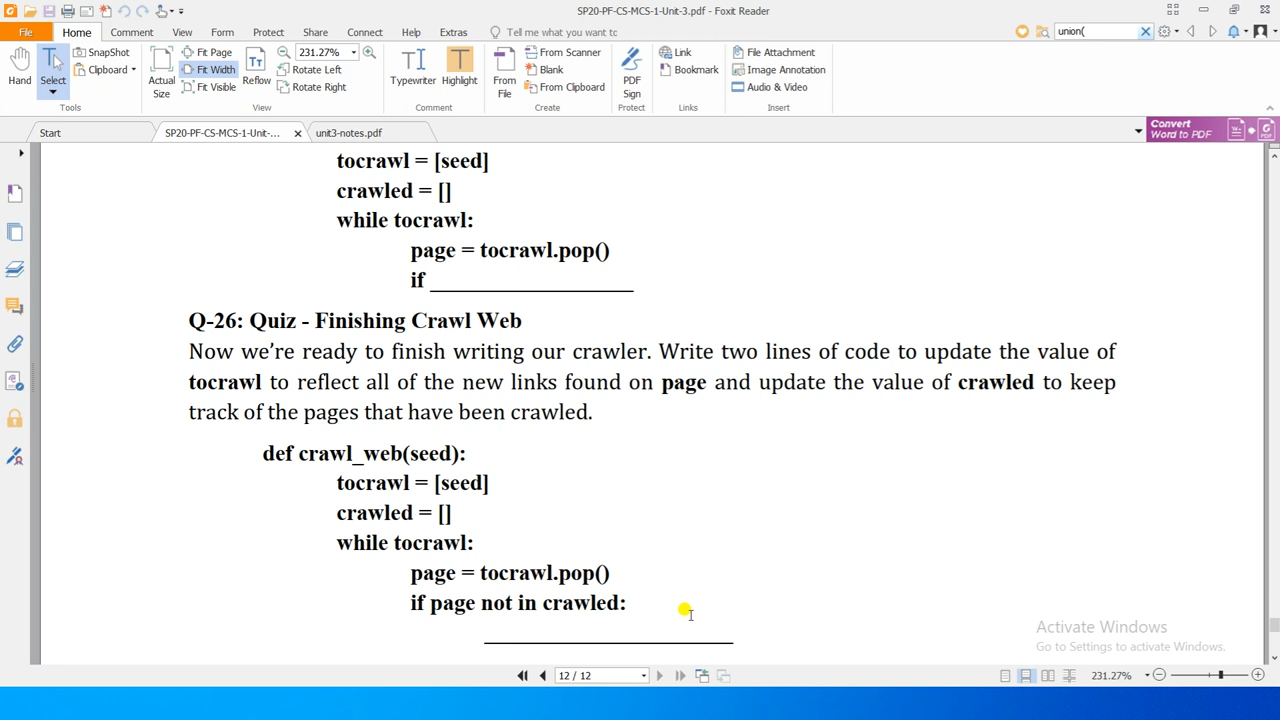 SP20-PF-CS-MCS-1-Unit-3.pdf - Foxit Reader
File Home Comment View Form Protect Share Connect Help Extras Tell me what you want tc union(
Hand
Select
SnapShot
Clipboard
Tools
Actual Size
Fit Page
Fit Width
Fit Visible
Reflow
231.27%
Rotate Left
Rotate Right
View
Typewriter
Highlight
Comment
From File
From Scanner
Blank
From Clipboard
Create
PDF Sign
Protect
Link
Bookmark
Links
File Attachment
Image Annotation
Audio & Video
Insert
Start SP20-PF-CS-MCS-1-Unit-... unit3-notes.pdf
Convert
Word to PDF
tocrawl = [seed]
crawled = []
while tocrawl:
page = tocrawl.pop()
if ___________________
Q-26: Quiz - Finishing Crawl Web
Now we’re ready to finish writing our crawler. Write two lines of code to update the value of
tocrawl to reflect all of the new links found on page and update the value of crawled to keep
track of the pages that have been crawled.
def crawl_web(seed):
tocrawl = [seed]
crawled = []
while tocrawl:
page = tocrawl.pop()
if page not in crawled:
_______________________
Activate Windows
Go to Settings to activate Windows.
12 / 12
231.27%